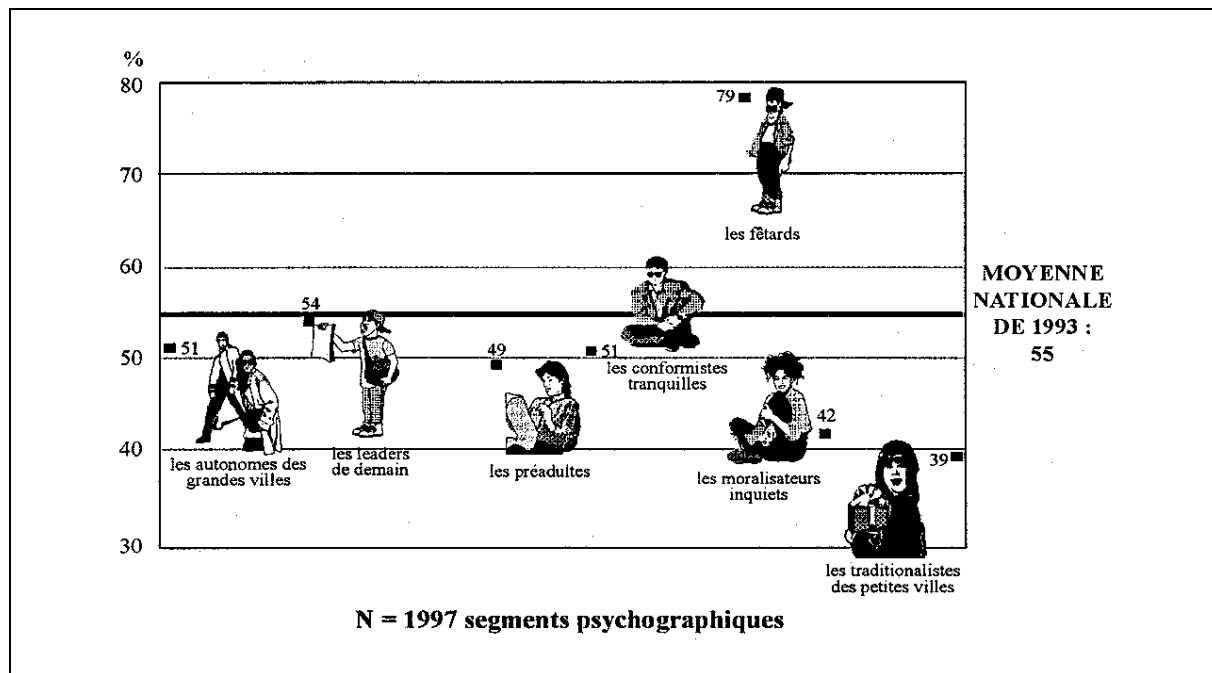 %
80
79
70
les fêtards
60
MOYENNE
NATIONALE
DE 1993 :
55
54
51
50
49
51
les conformistes
tranquilles
42
40
39
les autonomes des
grandes villes
les leaders
de demain
les préadultes
les moralisateurs
inquiets
30
les traditionalistes
des petites villes
N = 1997 segments psychographiques